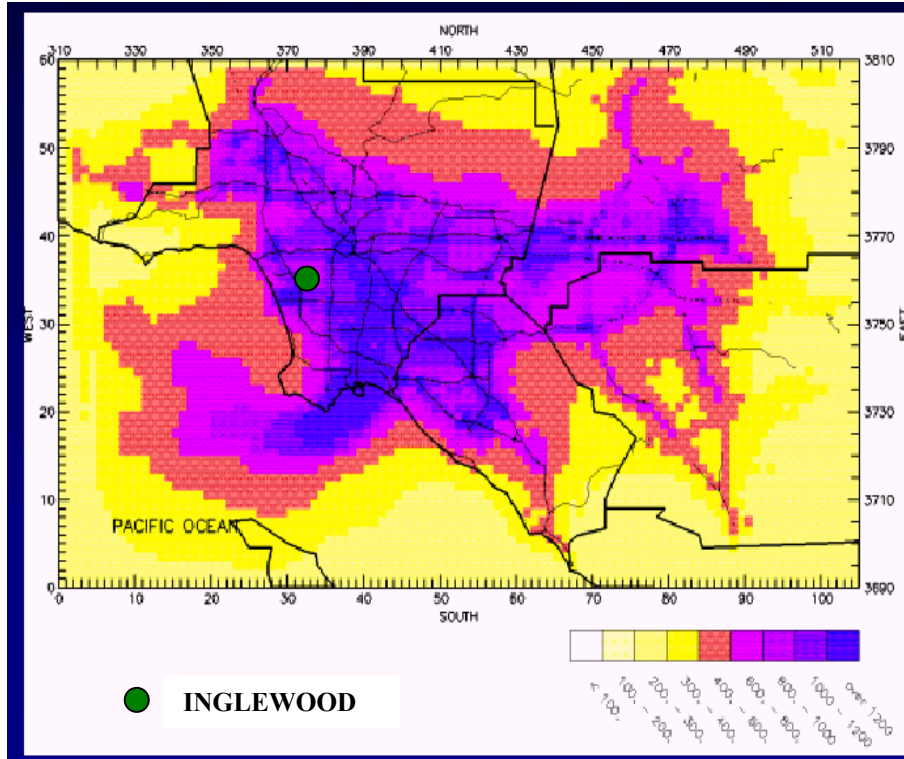 NORTH
310 330 350 370 390 410 430 450 470 490 510
60 3810
50 3790
40 3770
WEST 30 3750 EAST
20 3730
10 3710
PACIFIC OCEAN
0 3690
0 10 20 30 40 50 60 70 80 90 100
SOUTH
< 100.
100. - 200.
200. - 300.
300. - 400.
400. - 600.
600. - 800.
800. - 1000
1000 - 1200
over 1200
INGLEWOOD